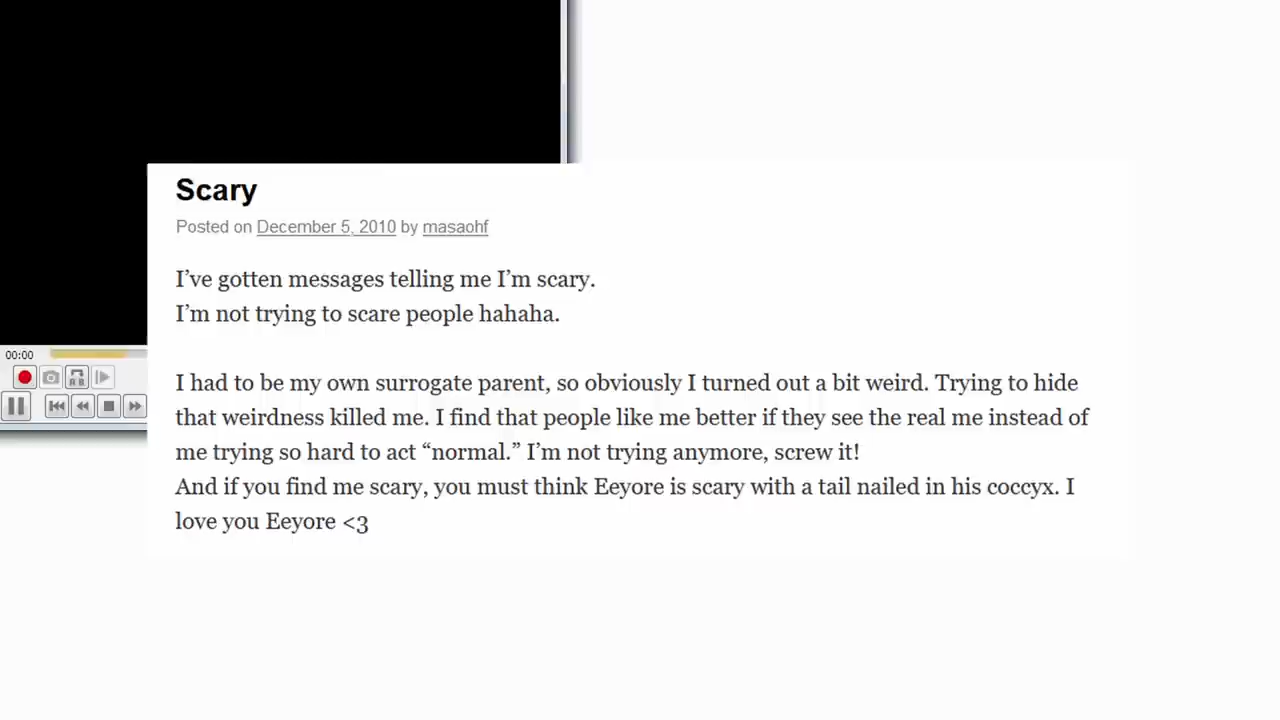 Scary
Posted on December 5, 2010 by masaohf
I’ve gotten messages telling me I’m scary.
I’m not trying to scare people hahaha.
00:00
I had to be my own surrogate parent, so obviously I turned out a bit weird. Trying to hide
that weirdness killed me. I find that people like me better if they see the real me instead of
me trying so hard to act “normal.” I’m not trying anymore, screw it!
And if you find me scary, you must think Eeyore is scary with a tail nailed in his coccyx. I
love you Eeyore <3